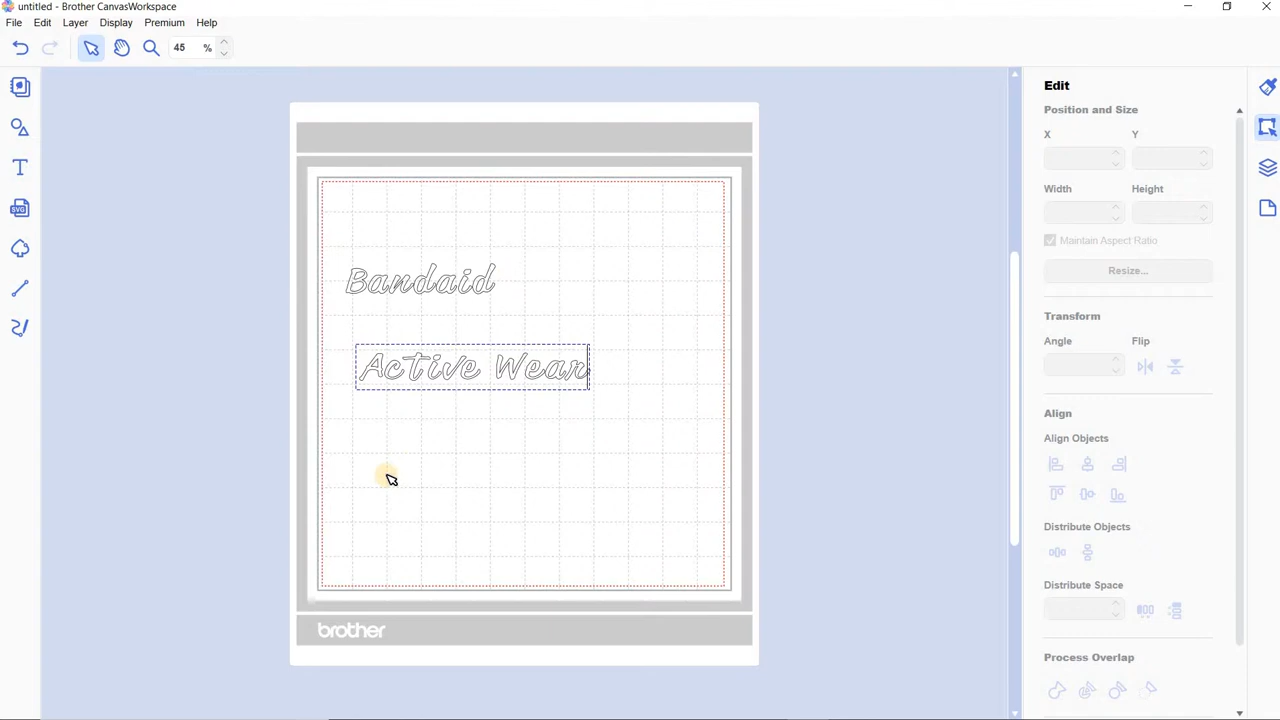 untitled - Brother CanvasWorkspace
File Edit Layer Display Premium Help
45 %
Edit
Position and Size
X Y
Width Height
Maintain Aspect Ratio
Resize...
Transform
Angle Flip
Align
Align Objects
Distribute Objects
Distribute Space
Process Overlap
T
SVG
Bandaid
Active Wear
brother